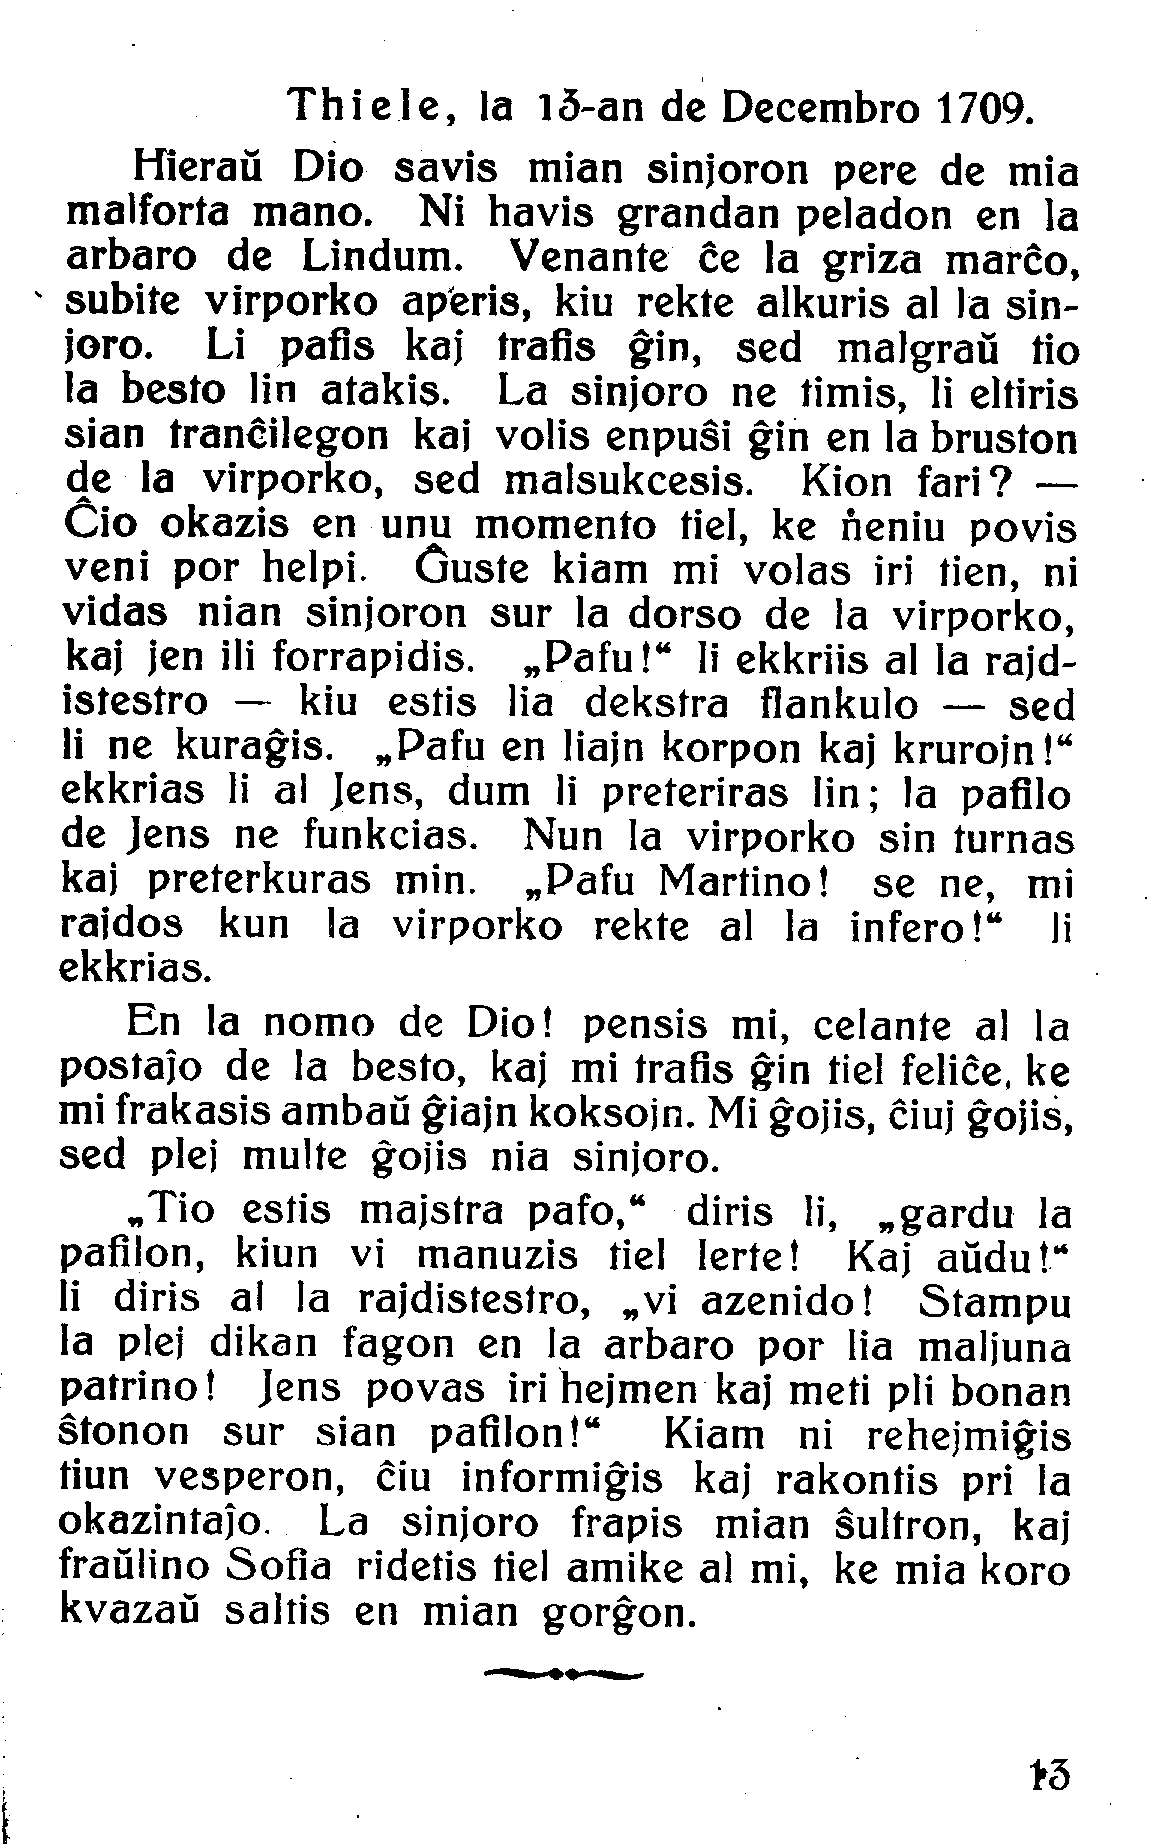 Thiele, la 13-an de Decembro 1709.
Hieraŭ Dio savis mian sinjoron pere de mia
malforta mano. Ni havis grandan peladon en la
arbaro de Lindum. Venante ĉe la griza marĉo,
subite virporko aperis, kiu rekte alkuris al la sin-
joro. Li pafis kaj trafis ĝin, sed malgraŭ tio
la besto lin atakis. La sinjoro ne timis, li eltiris
sian tranĉilegon kaj volis enpuŝi ĝin en la bruston
de la virporko, sed malsukcesis. Kion fari? —
Ĉio okazis en unu momento tiel, ke neniu povis
veni por helpi. Ĝuste kiam mi volas iri tien, ni
vidas nian sinjoron sur la dorso de la virporko,
kaj jen ili forrapidis. „Pafu!“ li ekkriis al la rajd-
istestro — kiu estis lia dekstra flankulo — sed
li ne kuraĝis. „Pafu en liajn korpon kaj krurojn!“
ekkrias li al Jens, dum li preteriras lin; la pafilo
de Jens ne funkcias. Nun la virporko sin turnas
kaj preterkuras min. „Pafu Martino! se ne, mi
rajdos kun la virporko rekte al la infero!“ li
ekkrias.
En la nomo de Dio! pensis mi, celante al la
postaĵo de la besto, kaj mi trafis ĝin tiel feliĉe, ke
mi frakasis ambaŭ ĝiajn koksojn. Mi ĝojis, ĉiuj ĝojis,
sed plej multe ĝojis nia sinjoro.
„Tio estis majstra pafo,“ diris li, „gardu la
pafilon, kiun vi manuzis tiel lerte! Kaj aŭdu!“
li diris al la rajdistestro, „vi azenido! Stampu
la plej dikan fagon en la arbaro por lia maljuna
patrino! Jens povas iri hejmen kaj meti pli bonan
ŝtonon sur sian pafilon!“ Kiam ni rehejmiĝis
tiun vesperon, ĉiu informiĝis kaj rakontis pri la
okazintaĵo. La sinjoro frapis mian ŝultron, kaj
fraŭlino Sofia ridetis tiel amike al mi, ke mia koro
kvazaŭ saltis en mian gorĝon.
13